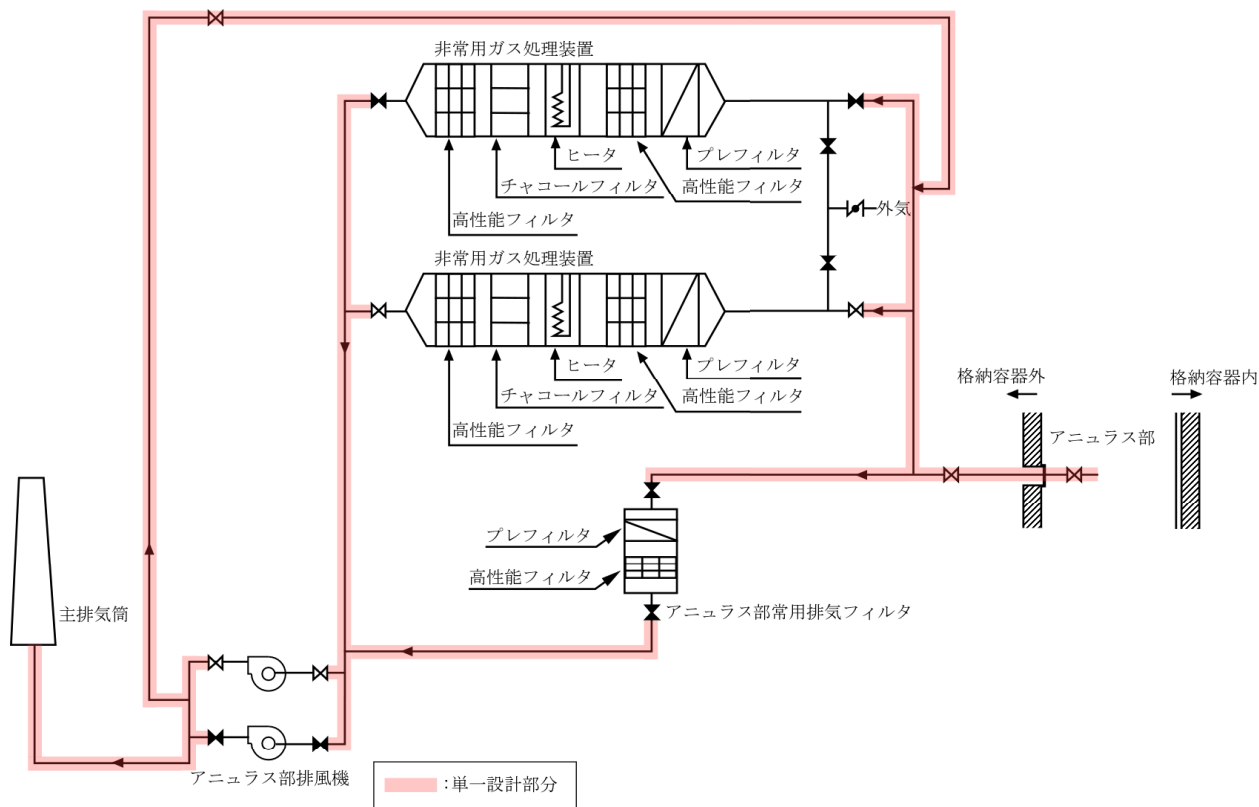 非常用ガス処理装置
ヒータ
プレフィルタ
チャコールフィルタ
高性能フィルタ
高性能フィルタ
外気
非常用ガス処理装置
ヒータ
プレフィルタ
チャコールフィルタ
高性能フィルタ
高性能フィルタ
格納容器外
格納容器内
アニュラス部
プレフィルタ
高性能フィルタ
アニュラス部常用排気フィルタ
主排気筒
アニュラス部排風機
:単一設計部分